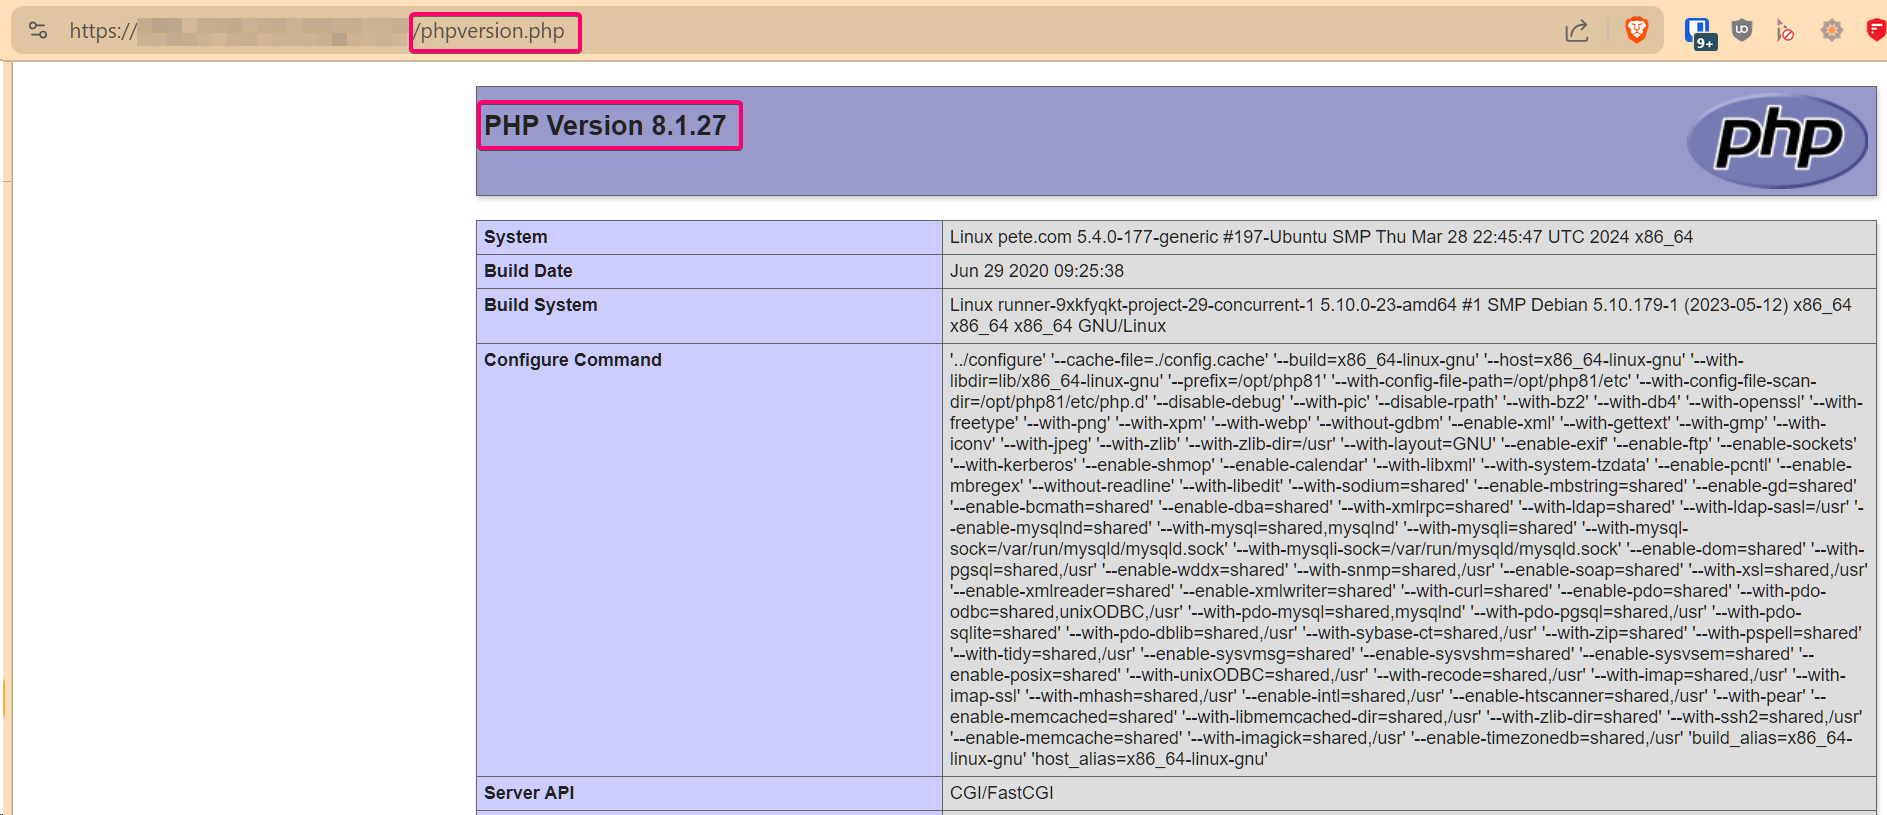 https:// /phpversion.php
9+
uo
PHP Version 8.1.27
php
System Linux pete.com 5.4.0-177-generic #197-Ubuntu SMP Thu Mar 28 22:45:47 UTC 2024 x86_64
Build Date Jun 29 2020 09:25:38
Build System Linux runner-9xkfyqkt-project-29-concurrent-1 5.10.0-23-amd64 #1 SMP Debian 5.10.179-1 (2023-05-12) x86_64
x86_64 x86_64 GNU/Linux
Configure Command '../configure' '--cache-file=./config.cache' '--build=x86_64-linux-gnu' '--host=x86_64-linux-gnu' '--with-
libdir=lib/x86_64-linux-gnu' '--prefix=/opt/php81' '--with-config-file-path=/opt/php81/etc' '--with-config-file-scan-
dir=/opt/php81/etc/php.d' '--disable-debug' '--with-pic' '--disable-rpath' '--with-bz2' '--with-db4' '--with-openssl' '--with-
freetype' '--with-png' '--with-xpm' '--with-webp' '--without-gdbm' '--enable-xml' '--with-gettext' '--with-gmp' '--with-
iconv' '--with-jpeg' '--with-zlib' '--with-zlib-dir=/usr' '--with-layout=GNU' '--enable-exif' '--enable-ftp' '--enable-sockets'
'--with-kerberos' '--enable-shmop' '--enable-calendar' '--with-libxml' '--with-system-tzdata' '--enable-pcntl' '--enable-
mbregex' '--without-readline' '--with-libedit' '--with-sodium=shared' '--enable-mbstring=shared' '--enable-gd=shared'
'--enable-bcmath=shared' '--enable-dba=shared' '--with-xmlrpc=shared' '--with-ldap=shared' '--with-ldap-sasl=/usr' '-
-enable-mysqlnd=shared' '--with-mysql=shared,mysqlnd' '--with-mysqli=shared' '--with-mysql-
sock=/var/run/mysqld/mysqld.sock' '--with-mysqli-sock=/var/run/mysqld/mysqld.sock' '--enable-dom=shared' '--with-
pgsql=shared,/usr' '--enable-wddx=shared' '--with-snmp=shared,/usr' '--enable-soap=shared' '--with-xsl=shared,/usr'
'--enable-xmlreader=shared' '--enable-xmlwriter=shared' '--with-curl=shared' '--enable-pdo=shared' '--with-pdo-
odbc=shared,unixODBC,/usr' '--with-pdo-mysql=shared,mysqlnd' '--with-pdo-pgsql=shared,/usr' '--with-pdo-
sqlite=shared' '--with-pdo-dblib=shared,/usr' '--with-sybase-ct=shared,/usr' '--with-zip=shared' '--with-pspell=shared'
'--with-tidy=shared,/usr' '--enable-sysvmsg=shared' '--enable-sysvshm=shared' '--enable-sysvsem=shared' '--
enable-posix=shared' '--with-unixODBC=shared,/usr' '--with-recode=shared,/usr' '--with-imap=shared,/usr' '--with-
imap-ssl' '--with-mhash=shared,/usr' '--enable-intl=shared,/usr' '--enable-htscanner=shared,/usr' '--with-pear' '--
enable-memcached=shared' '--with-libmemcached-dir=shared,/usr' '--with-zlib-dir=shared' '--with-ssh2=shared,/usr'
'--enable-memcache=shared' '--with-imagick=shared,/usr' '--enable-timezonedb=shared,/usr' 'build_alias=x86_64-
linux-gnu' 'host_alias=x86_64-linux-gnu'
Server API CGI/FastCGI